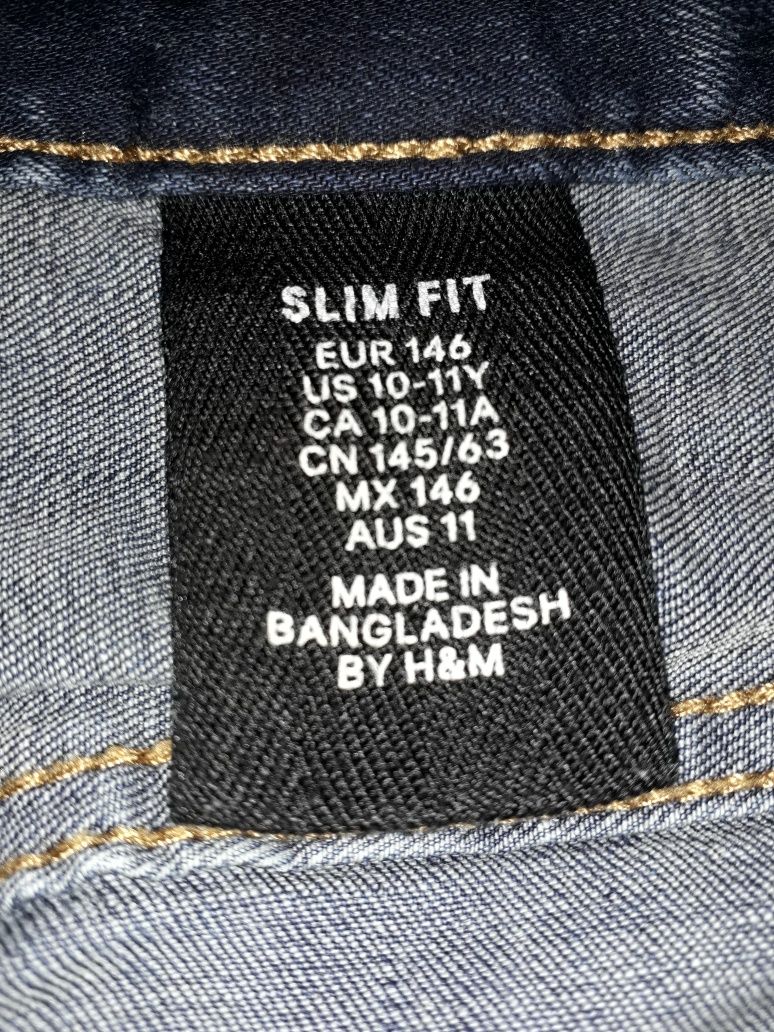 SLIM FIT
EUR 146
US 10-11Y
CA 10-11A
CN 145/63
MX 146
AUS 11
MADE IN
BANGLADESH
BY H&M